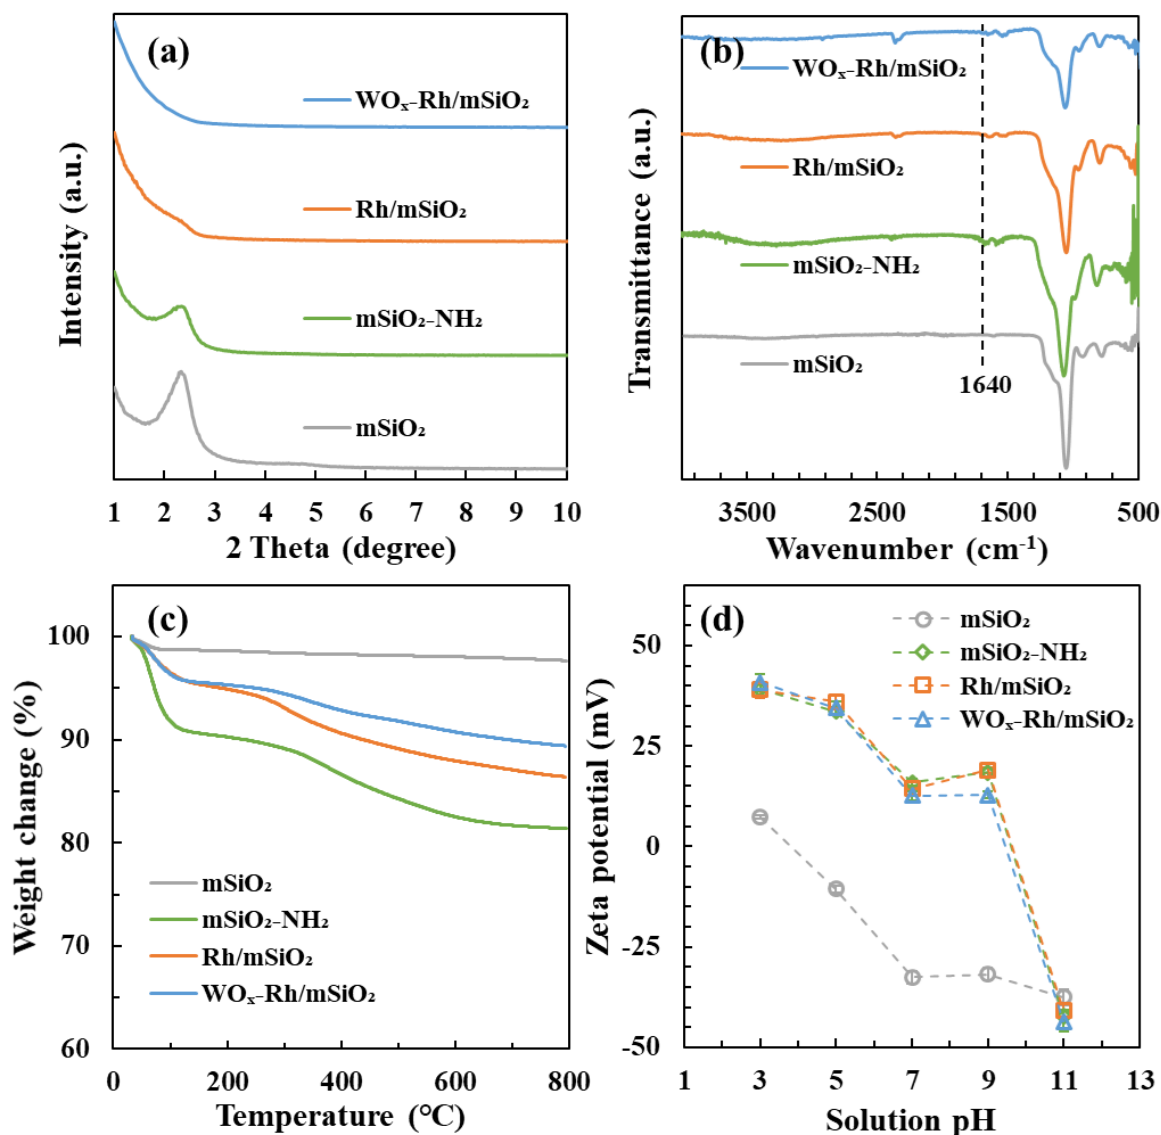 (a)
WOₓ-Rh/mSiO₂
Rh/mSiO₂
mSiO₂-NH₂
mSiO₂
Intensity (a.u.)
1 2 3 4 5 6 7 8 9 10
2 Theta (degree)
(b)
WOₓ-Rh/mSiO₂
Rh/mSiO₂
mSiO₂-NH₂
mSiO₂
1640
Transmittance (a.u.)
3500 2500 1500 500
Wavenumber (cm⁻¹)
(c)
100
90
80
70
60
Weight change (%)
mSiO₂
mSiO₂-NH₂
Rh/mSiO₂
WOₓ-Rh/mSiO₂
0 200 400 600 800
Temperature (°C)
(d)
mSiO₂
mSiO₂-NH₂
Rh/mSiO₂
WOₓ-Rh/mSiO₂
50
25
0
-25
-50
Zeta potential (mV)
1 3 5 7 9 11 13
Solution pH